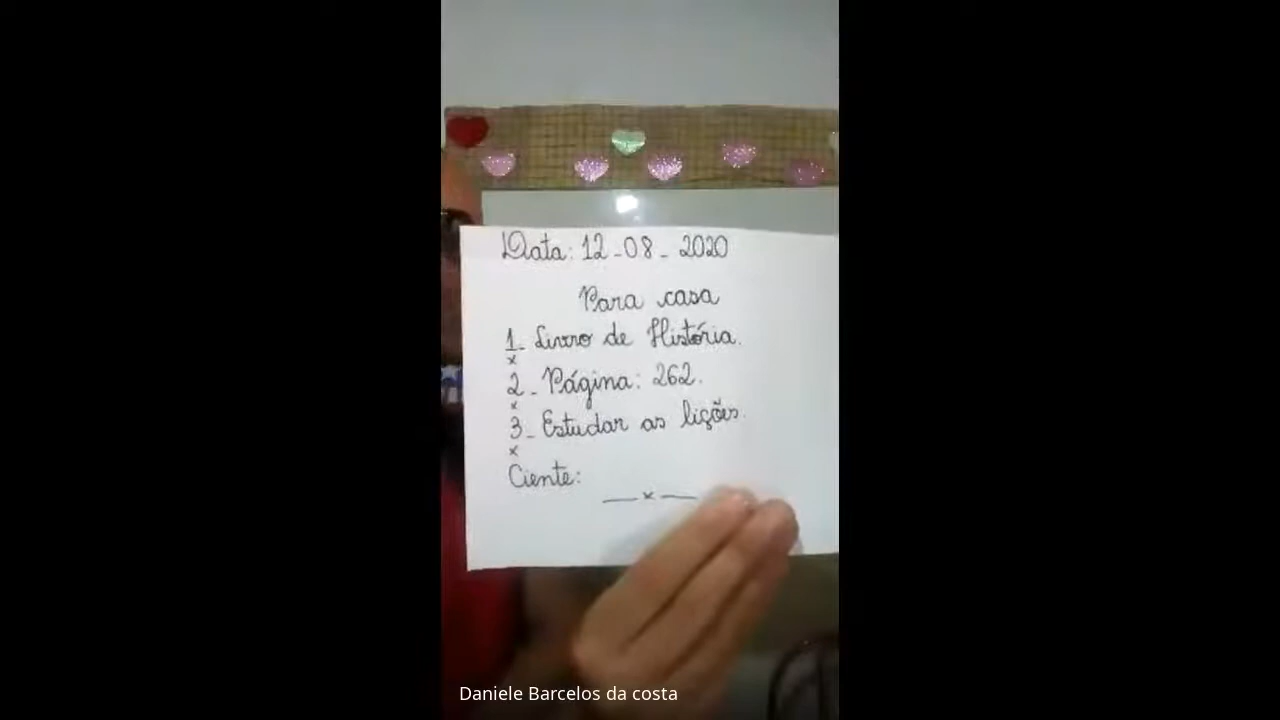 Data: 12-08-2020
Para casa
1- Livro de História.
x
2- Página: 262.
x
3- Estudar as lições.
x
Ciente:
— x —
Daniele Barcelos da costa